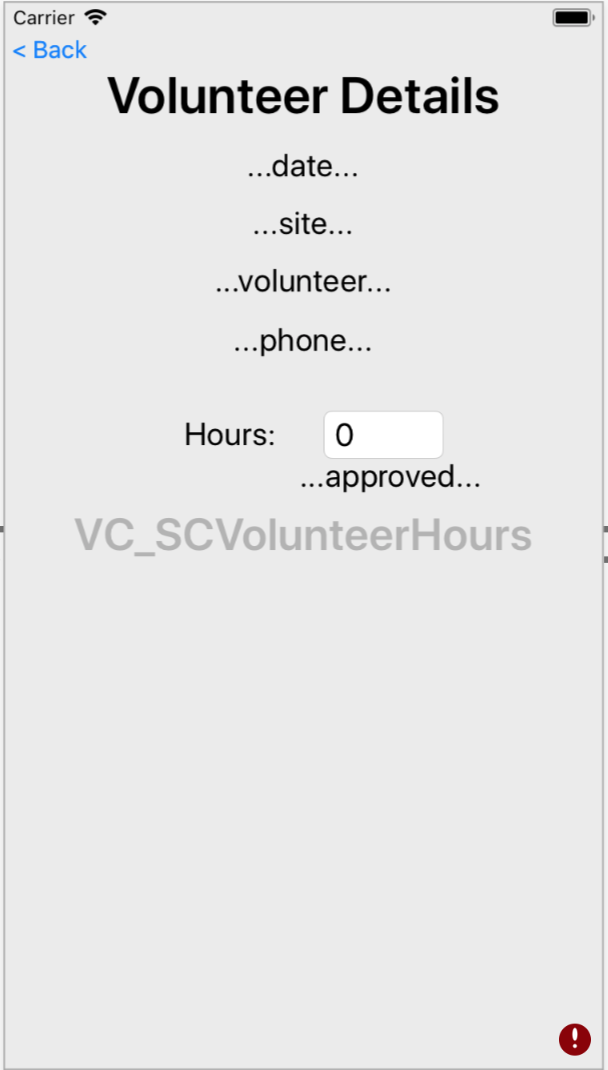 Carrier
< Back
Volunteer Details
...date...
...site...
...volunteer...
...phone...
Hours: 0
...approved...
VC_SCVolunteerHours
!